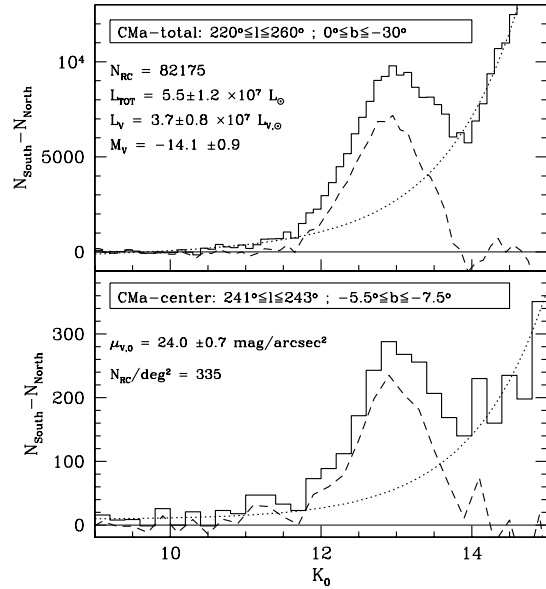 CMa-total: 220°≤l≤260° ; 0°≤b≤-30°
N_RC = 82175
L_TOT = 5.5±1.2 ×10⁷ L_⊙
L_V = 3.7±0.8 ×10⁷ L_V,⊙
M_V = -14.1 ±0.9
N_South-N_North
10⁴
5000
0
CMa-center: 241°≤l≤243° ; -5.5°≤b≤-7.5°
μ_V,0 = 24.0 ±0.7 mag/arcsec²
N_RC/deg² = 335
N_South-N_North
300
200
100
0
10 12 14
K_0